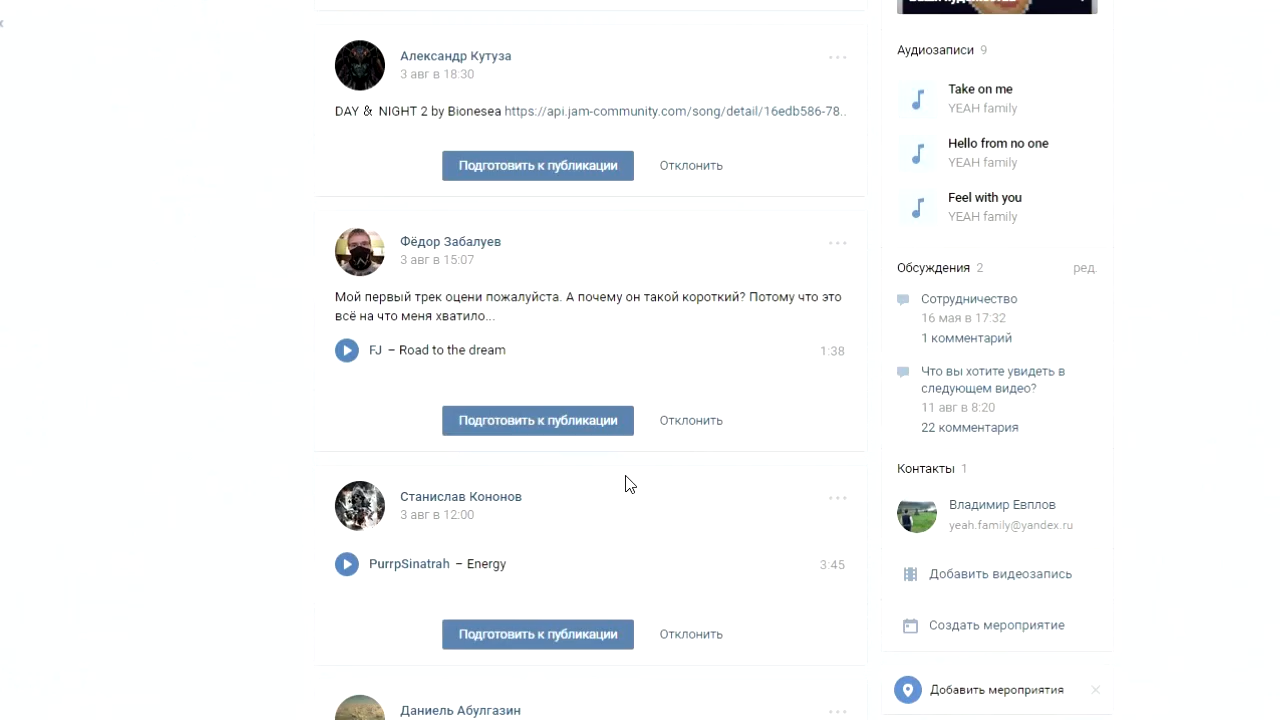 Александр Кутуза
3 авг в 18:30
DAY & NIGHT 2 by Bionesea https://api.jam-community.com/song/detail/16edb586-78..
Подготовить к публикации Отклонить
Фёдор Забалуев
3 авг в 15:07
Мой первый трек оцени пожалуйста. А почему он такой короткий? Потому что это
всё на что меня хватило...
FJ – Road to the dream 1:38
Подготовить к публикации Отклонить
Станислав Кононов
3 авг в 12:00
PurrpSinatrah – Energy 3:45
Подготовить к публикации Отклонить
Даниель Абулгазин
Аудиозаписи 9
Take on me
YEAH family
Hello from no one
YEAH family
Feel with you
YEAH family
Обсуждения 2 ред.
Сотрудничество
16 мая в 17:32
1 комментарий
Что вы хотите увидеть в
следующем видео?
11 авг в 8:20
22 комментария
Контакты 1
Владимир Евплов
yeah.family@yandex.ru
Добавить видеозапись
Создать мероприятие
Добавить мероприятия